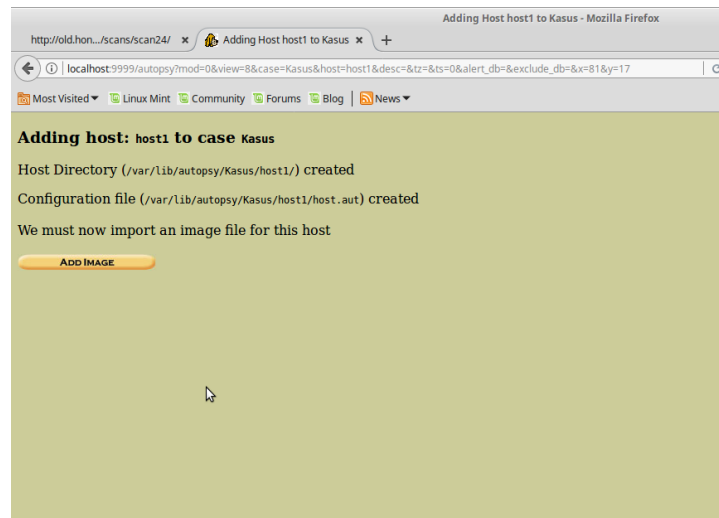 Adding Host host1 to Kasus - Mozilla Firefox
http://old.hon.../scans/scan24/ × Adding Host host1 to Kasus × +
localhost:9999/autopsy?mod=0&view=8&case=Kasus&host=host1&desc=&tz=&ts=0&alert_db=&exclude_db=&x=81&y=17
Most Visited Linux Mint Community Forums Blog News
Adding host: host1 to case Kasus
Host Directory (/var/lib/autopsy/Kasus/host1/) created
Configuration file (/var/lib/autopsy/Kasus/host1/host.aut) created
We must now import an image file for this host
ADD IMAGE